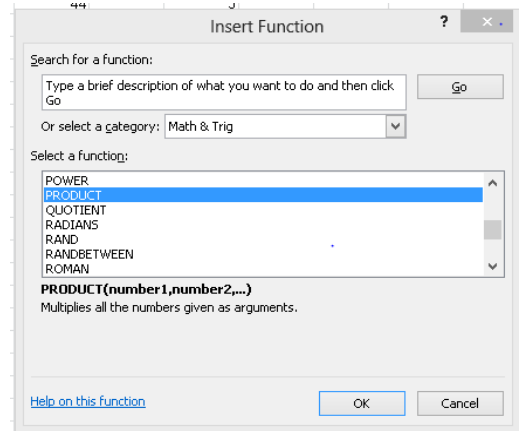 44
Insert Function
?
Search for a function:
Type a brief description of what you want to do and then click
Go
Go
Or select a category: Math & Trig
Select a function:
POWER
PRODUCT
QUOTIENT
RADIANS
RAND
RANDBETWEEN
ROMAN
PRODUCT(number1,number2,...)
Multiplies all the numbers given as arguments.
Help on this function
OK
Cancel